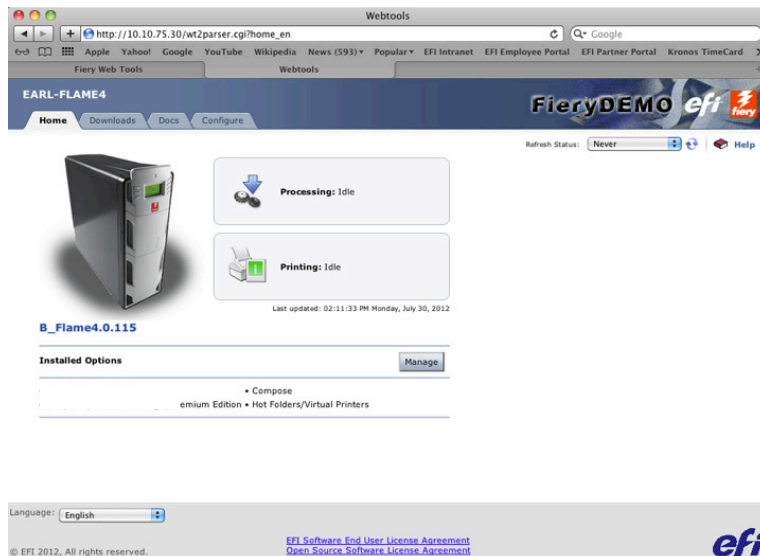 Webtools
http://10.10.75.30/wt2parser.cgi?home_en
Google
Apple Yahoo! Google YouTube Wikipedia News (593) Popular EFI Intranet EFI Employee Portal EFI Partner Portal Kronos TimeCard
Fiery Web Tools
Webtools
EARL-FLAME4
FieryDEMO
efi
fiery
Home Downloads Docs Configure
Refresh Status: Never Help
Processing: Idle
Printing: Idle
Last updated: 02:11:33 PM Monday, July 30, 2012
B_Flame4.0.115
Installed Options
Manage
• Compose
emium Edition • Hot Folders/Virtual Printers
Language: English
EFI Software End User License Agreement
Open Source Software License Agreement
© EFI 2012, All rights reserved.
efi